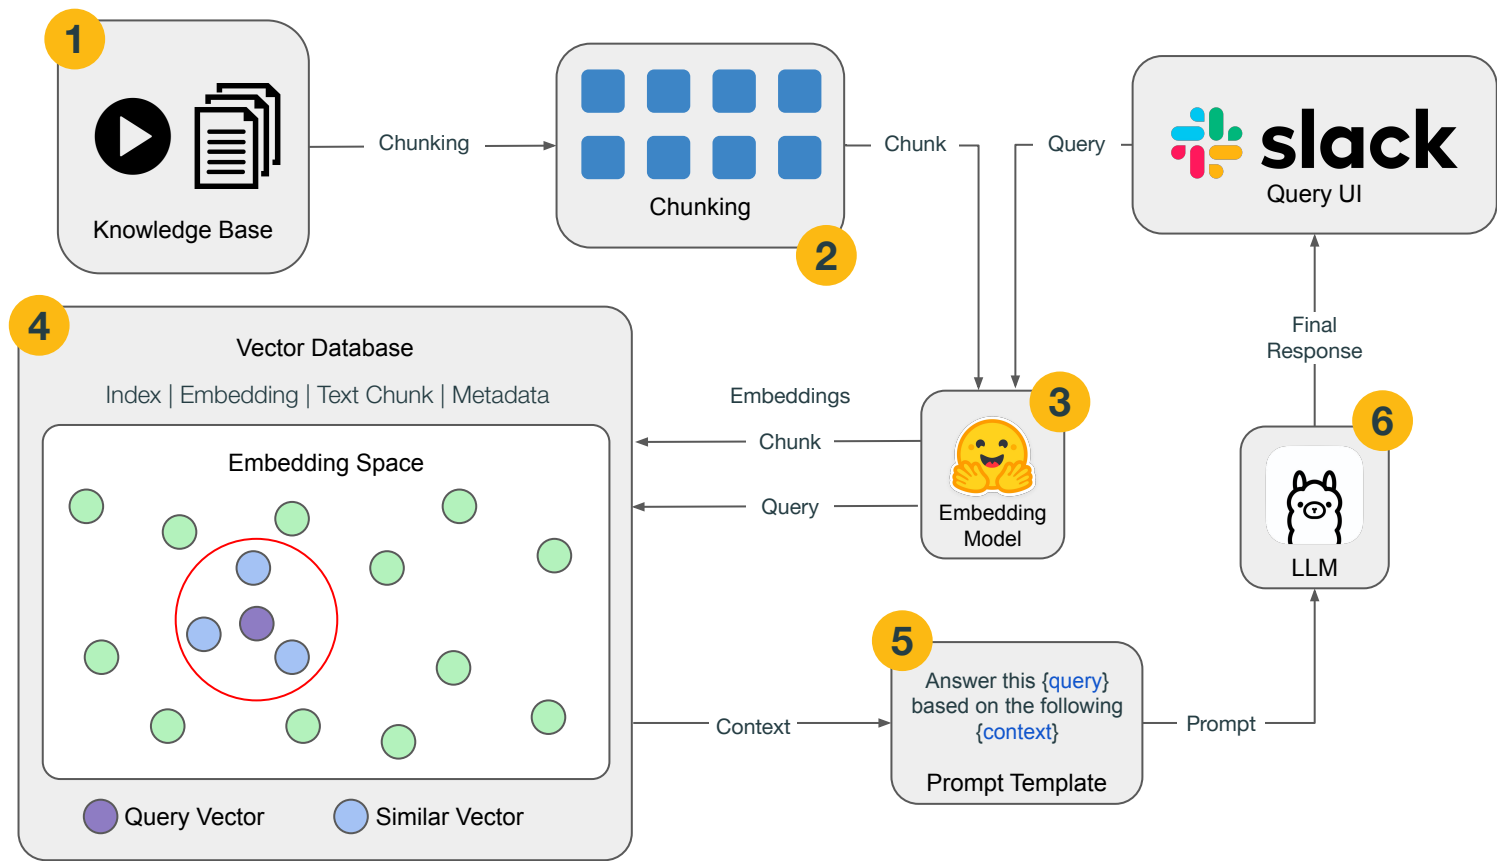 1
Knowledge Base
Chunking
Chunking
2
Chunk
Query
slack
Query UI
4
Vector Database
Index | Embedding | Text Chunk | Metadata
Embedding Space
Query Vector
Similar Vector
Embeddings
Chunk
Query
3
Embedding
Model
Context
5
Answer this {query}
based on the following
{context}
Prompt Template
Prompt
6
LLM
Final
Response